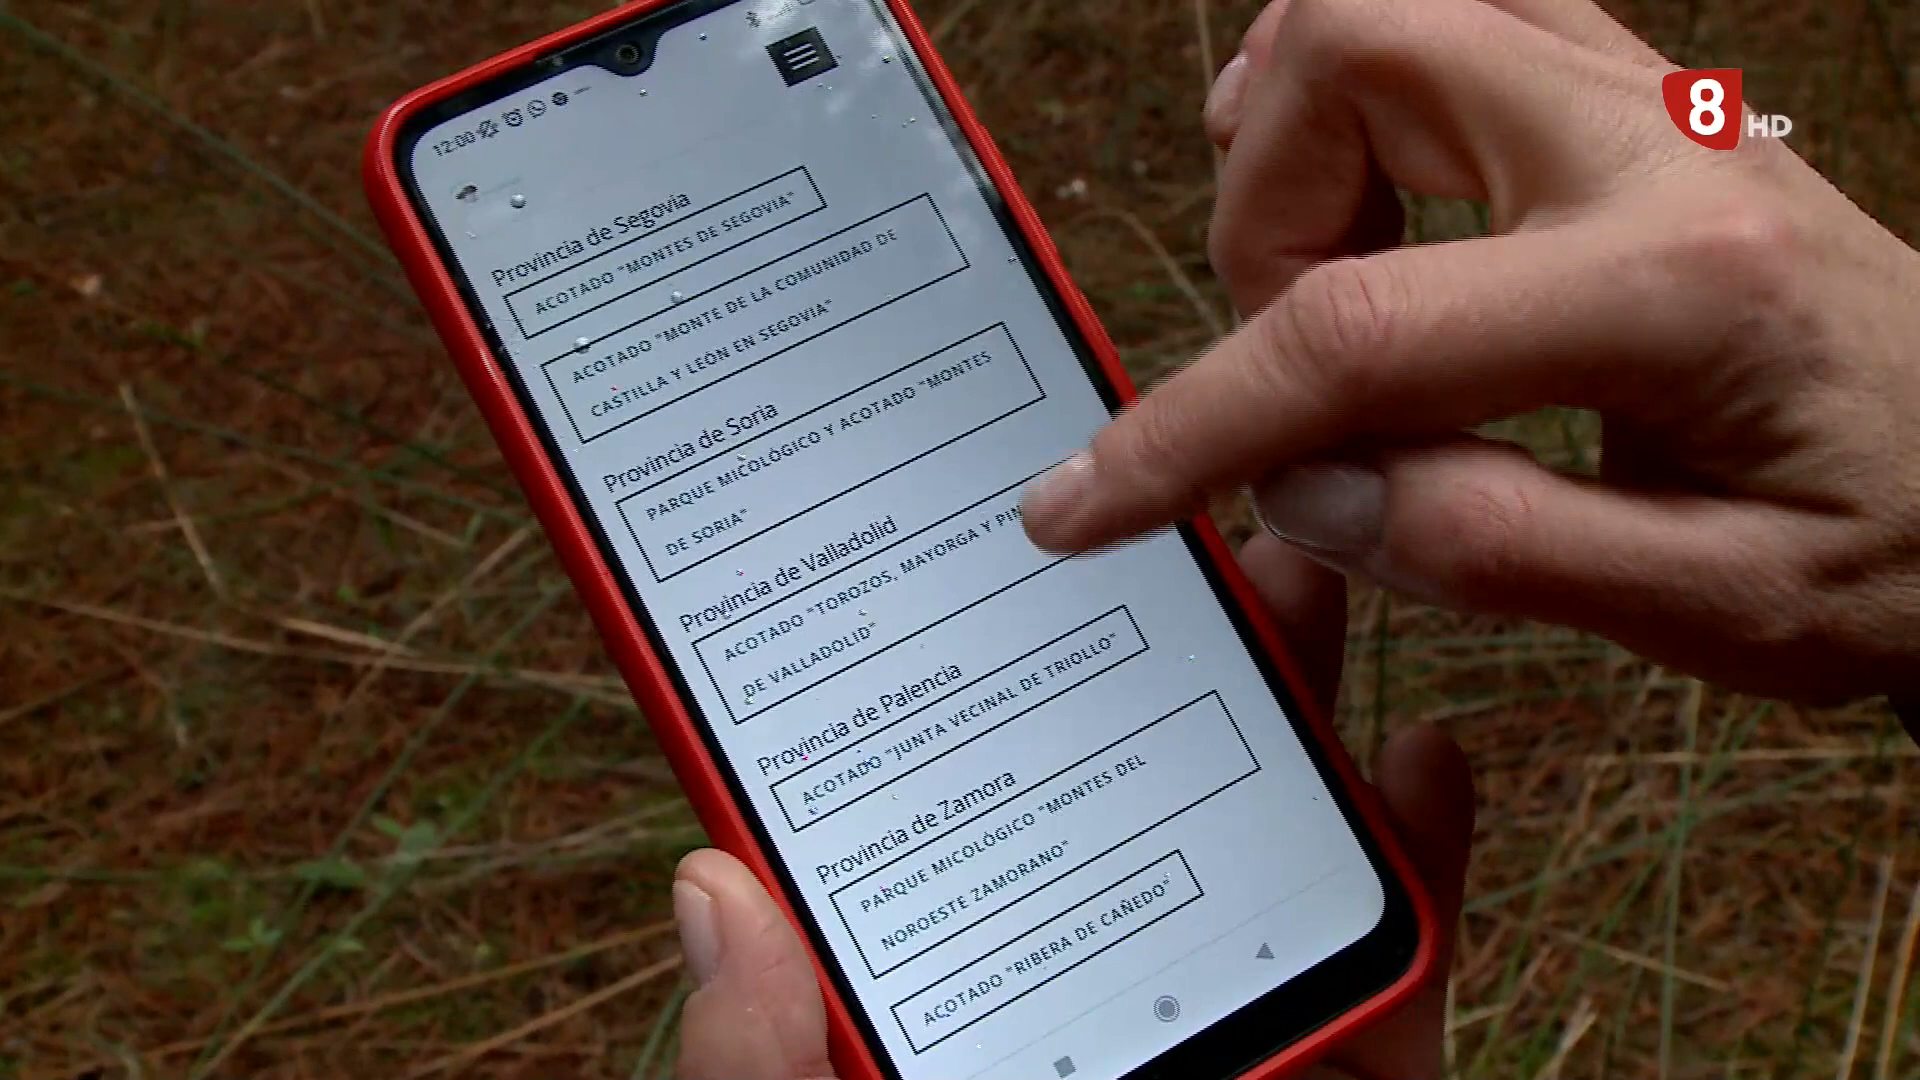 8 HD
12:00
Provincia de Segovia
ACOTADO "MONTES DE SEGOVIA"
ACOTADO "MONTE DE LA COMUNIDAD DE
CASTILLA Y LEÓN EN SEGOVIA"
Provincia de Soria
PARQUE MICOLÓGICO Y ACOTADO "MONTES
DE SORIA"
Provincia de Valladolid
ACOTADO "TOROZOS, MAYORGA Y PIN
DE VALLADOLID"
Provincia de Palencia
ACOTADO "JUNTA VECINAL DE TRIOLLO"
Provincia de Zamora
PARQUE MICOLÓGICO "MONTES DEL
NOROESTE ZAMORANO"
ACOTADO "RIBERA DE CAÑEDO"